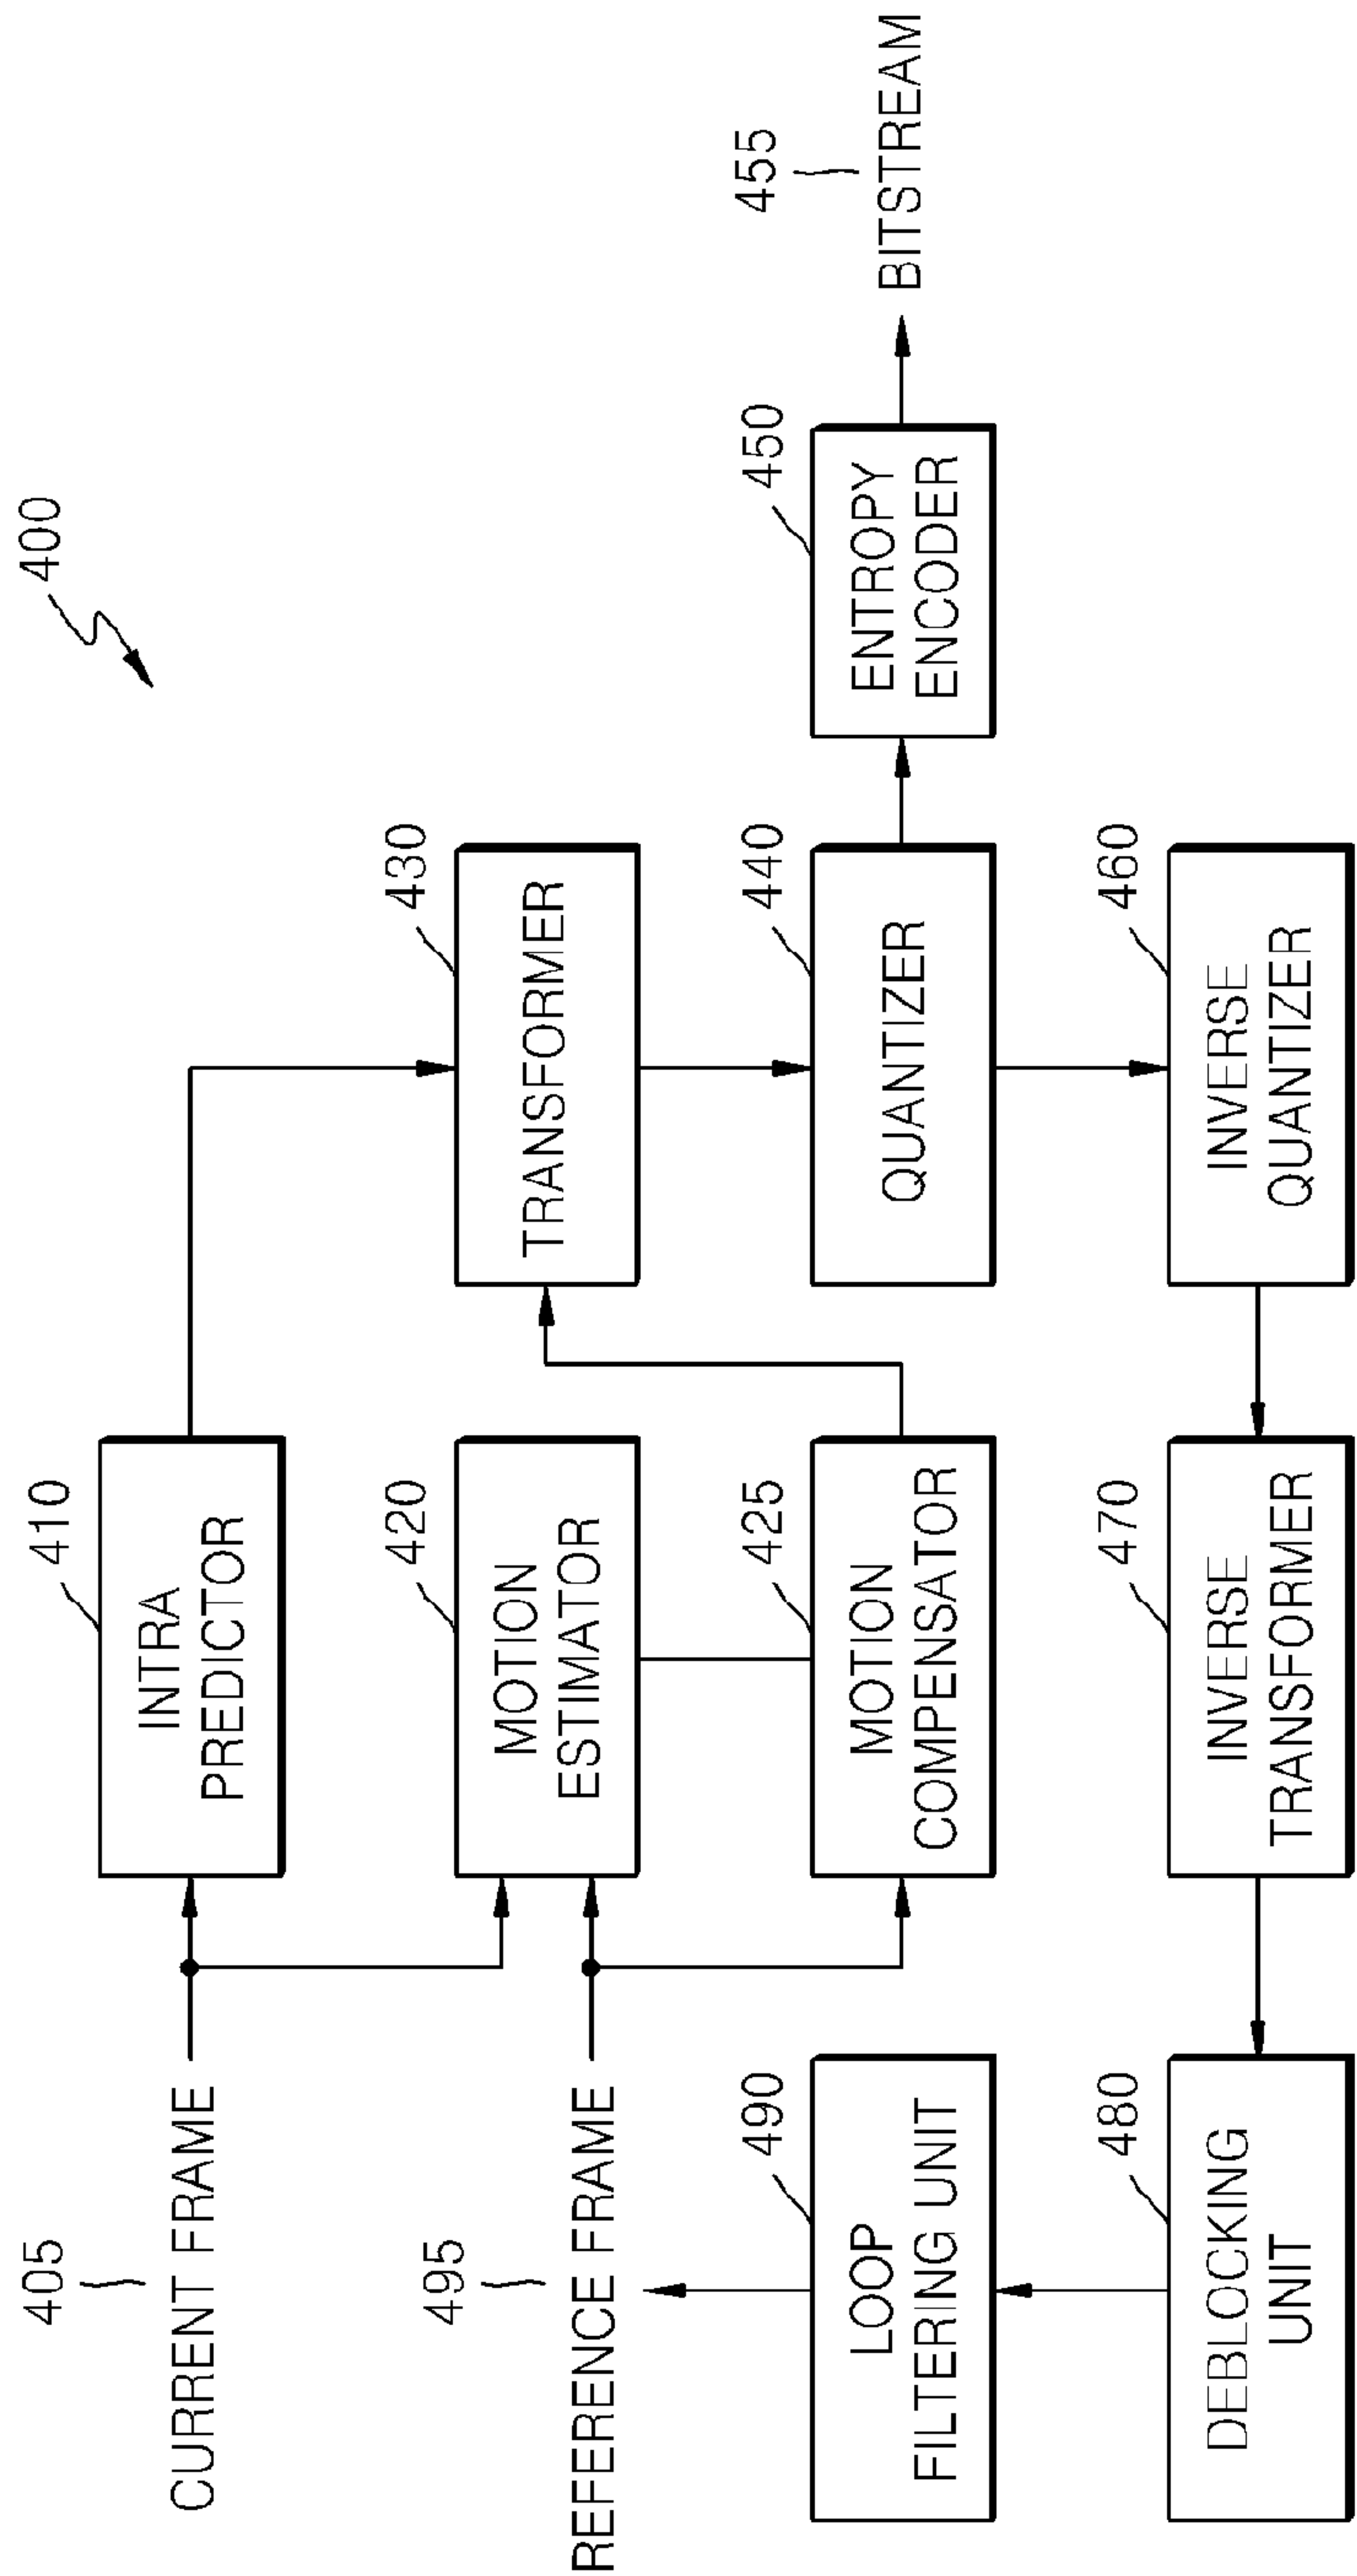 400
405
CURRENT FRAME
410
INTRA
PREDICTOR
495
REFERENCE FRAME
420
MOTION
ESTIMATOR
430
TRANSFORMER
490
LOOP
FILTERING UNIT
425
MOTION
COMPENSATOR
440
QUANTIZER
450
ENTROPY
ENCODER
455
BITSTREAM
480
DEBLOCKING
UNIT
470
INVERSE
TRANSFORMER
460
INVERSE
QUANTIZER